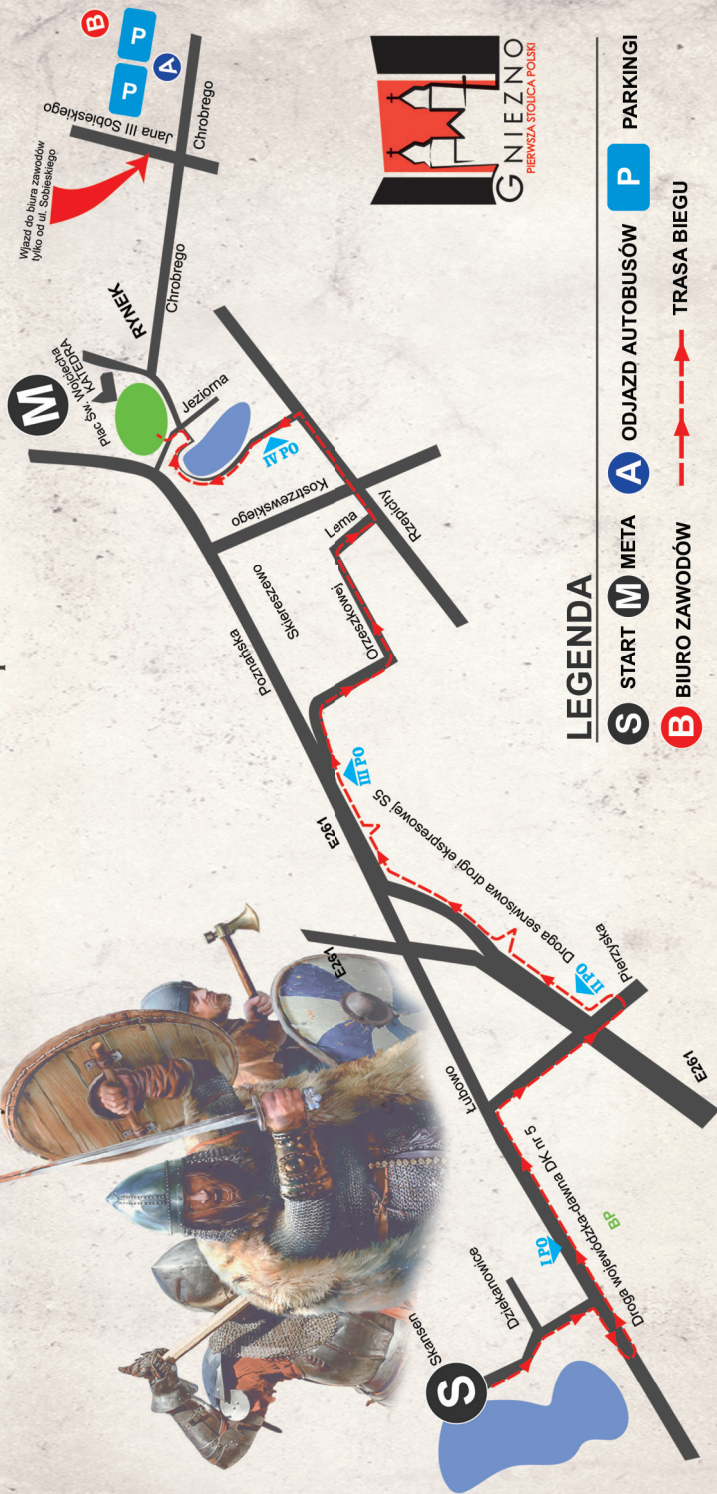 B
P
P
A
Jana III Sobieskiego
Chrobrego
Wjazd do biura zawodów
tylko od ul. Sobieskiego
Chrobrego
RYNEK
Plac Św. Wojciecha
KATEDRA
M
Jeziorna
IV PO
Kostrzewskiego
Rzepichy
Lema
Orzeszkowej
Skiereszewo
Poznańska
III PO
E261
Droga serwisowa drogi ekspresowej S5
E261
II PO
Pierzyska
E261
Łubowo
Droga wojewódzka-dawna DK nr 5
BP
I PO
Dziekanowice
Skansen
S
GNIEZNO
PIERWSZA STOLICA POLSKI
LEGENDA
S START M META A ODJAZD AUTOBUSÓW P PARKINGI
B BIURO ZAWODÓW TRASA BIEGU